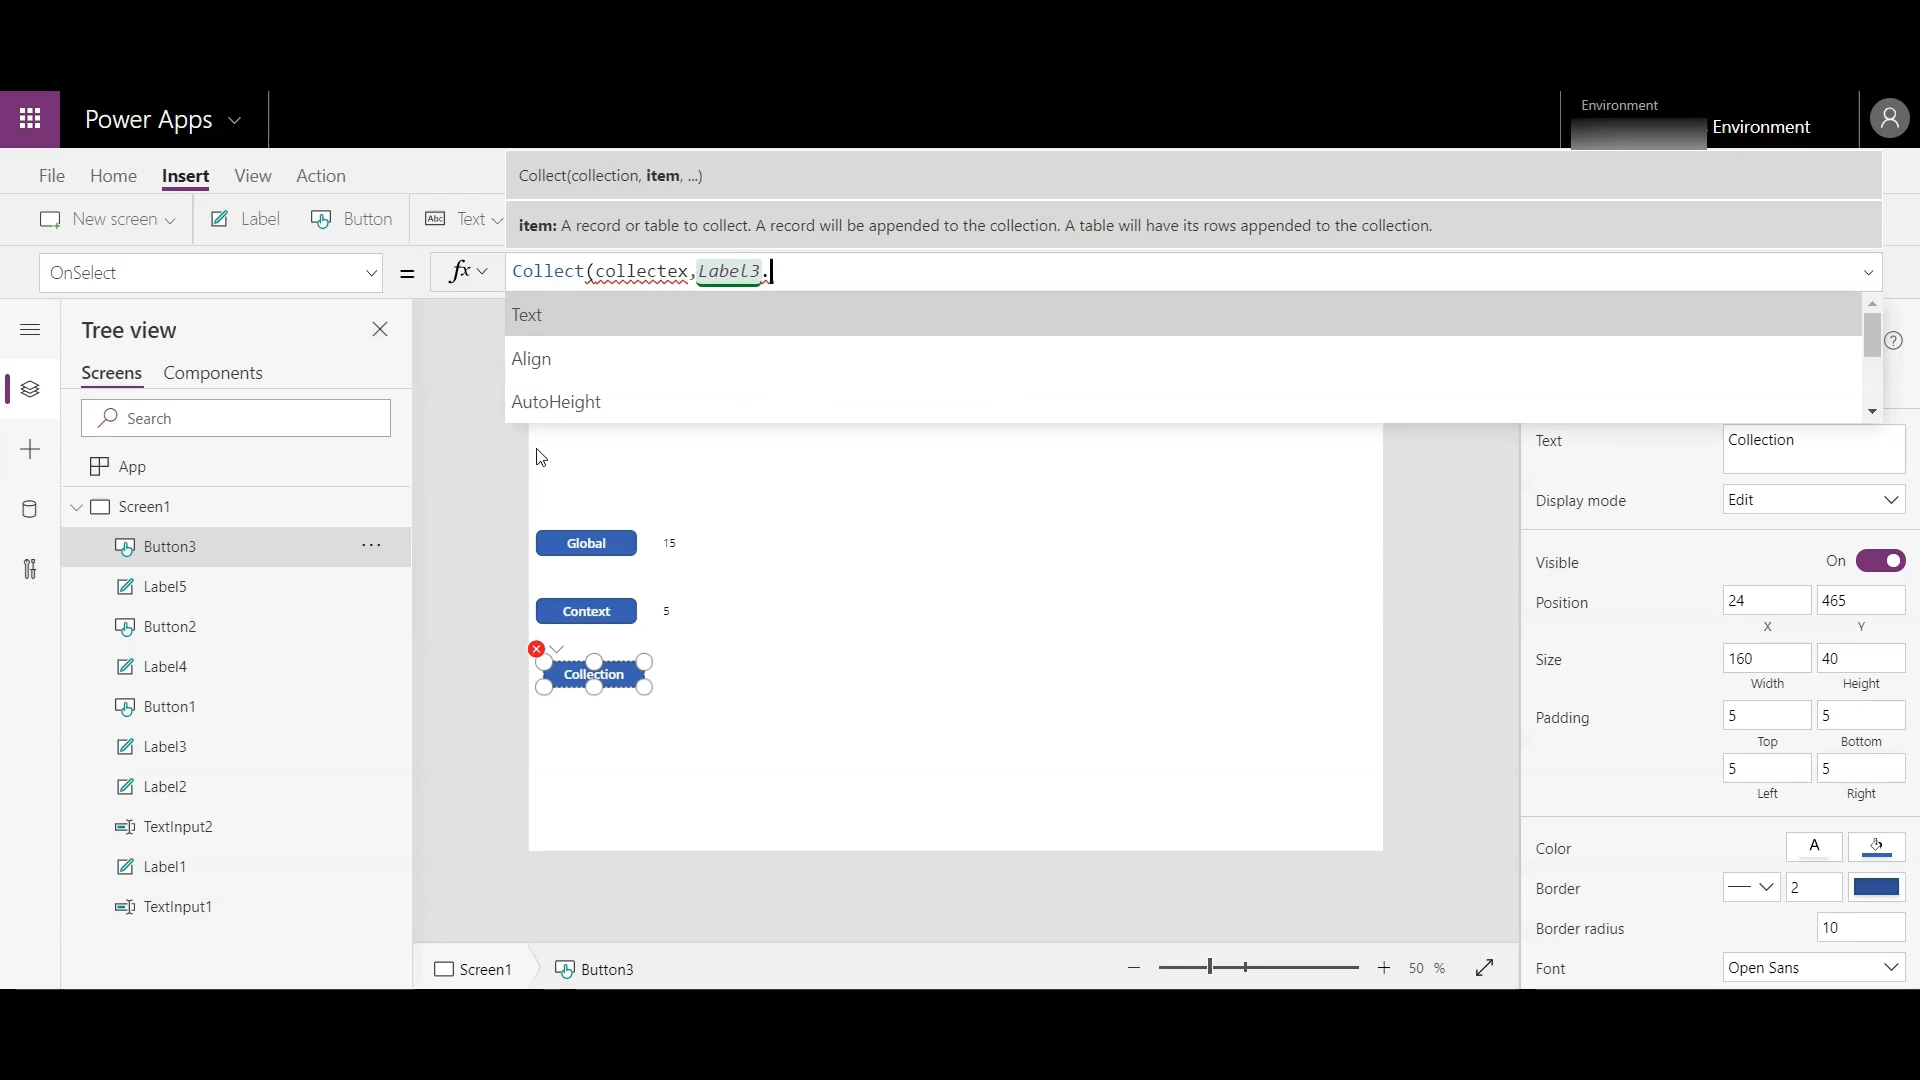 Power Apps
Environment
Environment
File Home Insert View Action
Collect(collection, item, ...)
New screen Label Button Abc Text
item: A record or table to collect. A record will be appended to the collection. A table will have its rows appended to the collection.
OnSelect = fx Collect(collectex,Label3.
Text
Align
AutoHeight
Tree view
Screens Components
Search
App
Screen1
Button3 ...
Label5
Button2
Label4
Button1
Label3
Label2
TextInput2
Label1
TextInput1
Global 15
Context 5
Collection
Screen1 Button3
50 %
?
Text Collection
Display mode Edit
Visible On
Position 24 465
X Y
Size 160 40
Width Height
Padding 5 5
Top Bottom
5 5
Left Right
Color A
Border 2
Border radius 10
Font Open Sans